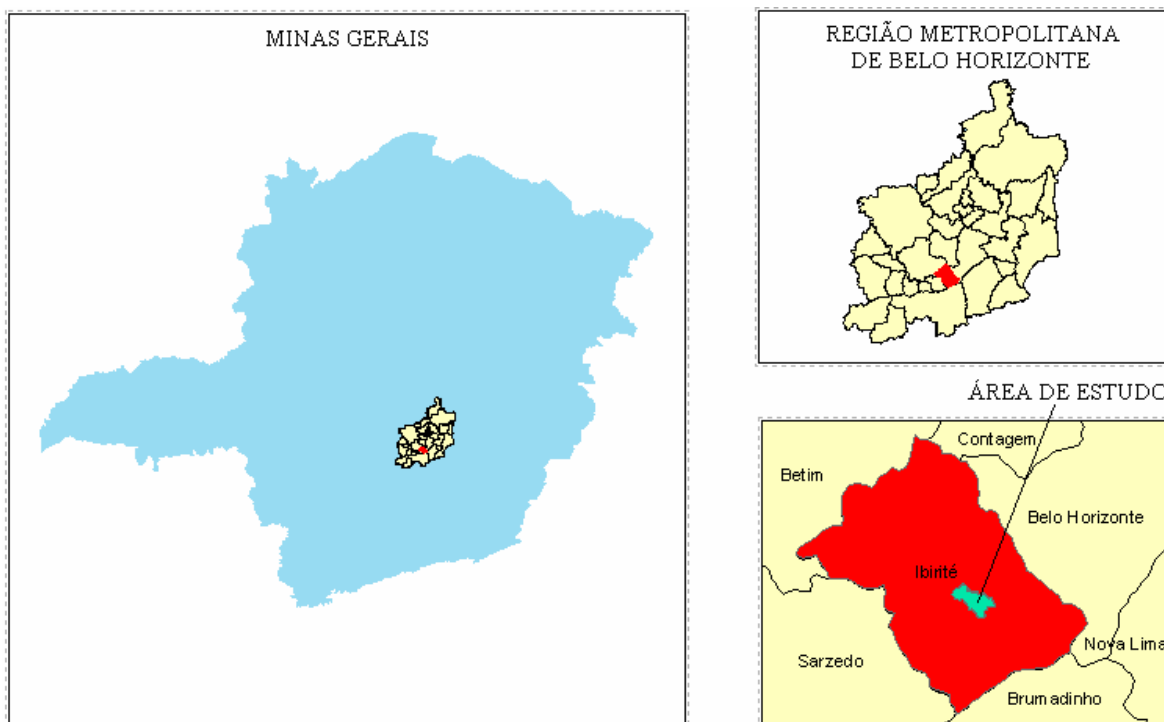 MINAS GERAIS
REGIÃO METROPOLITANA
DE BELO HORIZONTE
ÁREA DE ESTUDO
Contagem
Betim
Belo Horizonte
Ibirité
Nova Lima
Sarzedo
Brumadinho